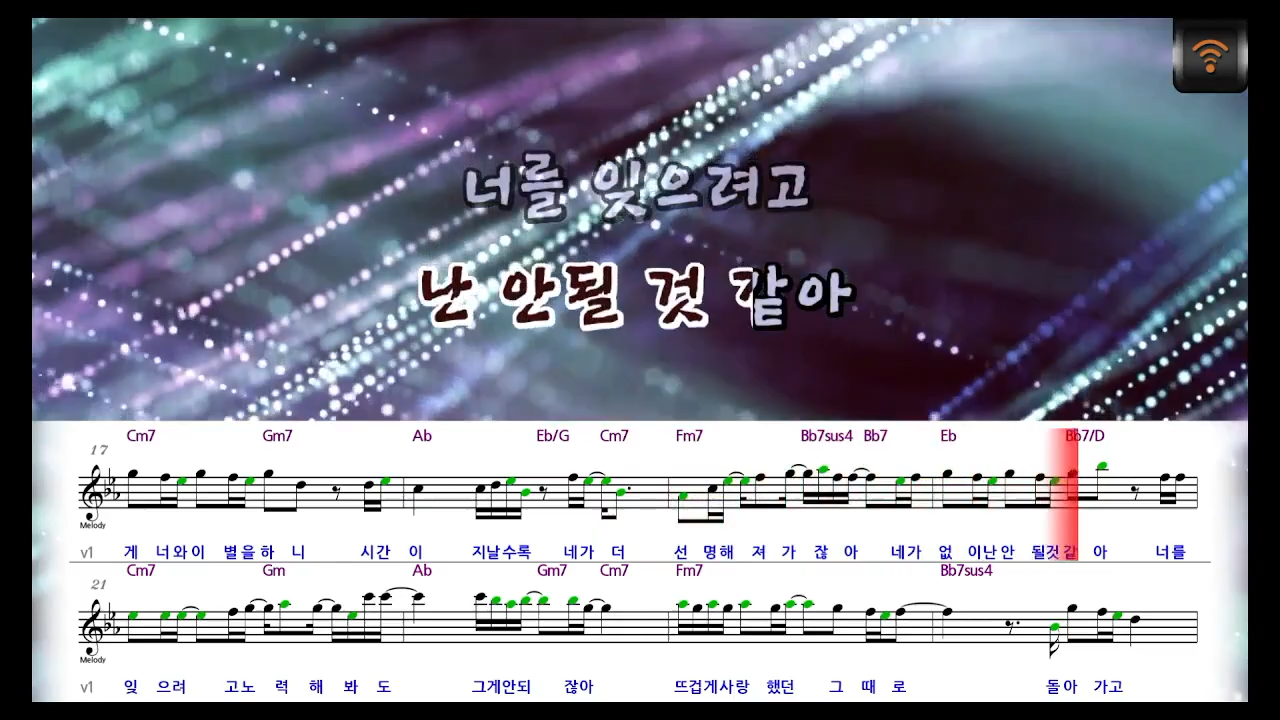 너를 잊으려고
난 안될 것 같아
Cm7 Gm7 Ab Eb/G Cm7 Fm7 Bb7sus4 Bb7 Eb Bb7/D
17
Melody
v1 게 너와이 별을하 니 시간 이 지날수록 네가 더 선 명해 져 가 잖 아 네가 없 이난안 될것같 아 너를
Cm7 Gm Ab Gm7 Cm7 Fm7 Bb7sus4
21
Melody
v1 잊 으려 고노 력 해 봐 도 그게안되 잖아 뜨겁게사랑 했던 그 때 로 돌아 가고